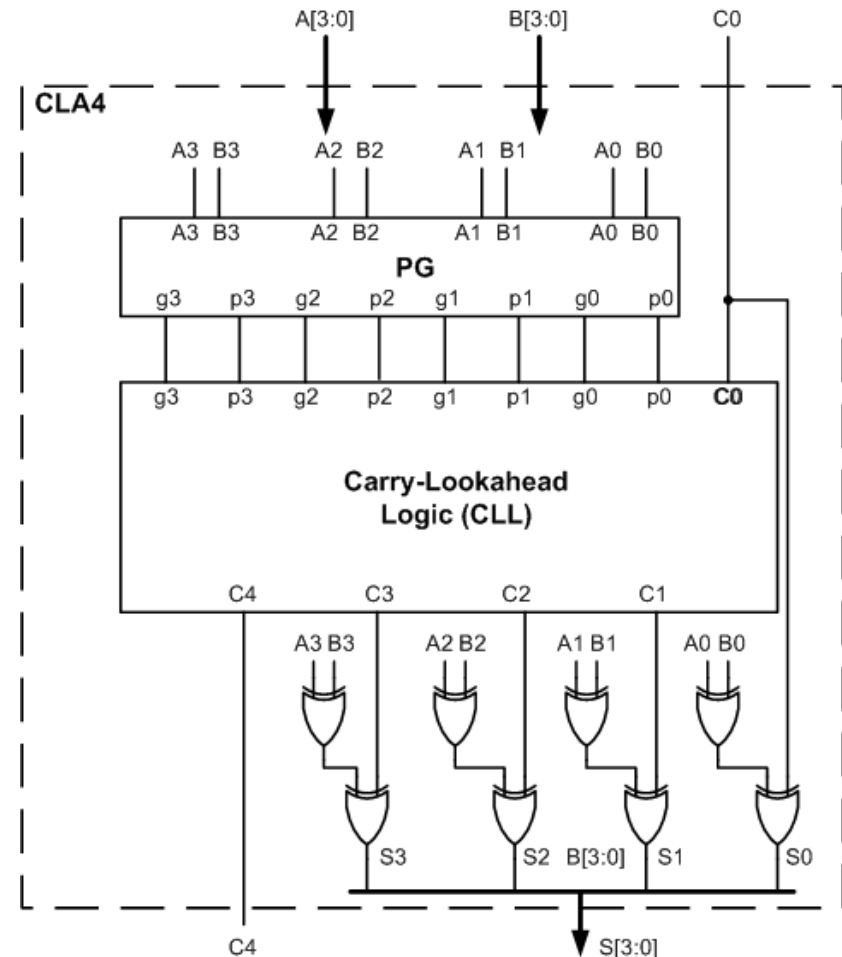 A[3:0] B[3:0] C0
CLA4
A3 B3 A2 B2 A1 B1 A0 B0
A3 B3 A2 B2 A1 B1 A0 B0
PG
g3 p3 g2 p2 g1 p1 g0 p0
g3 p3 g2 p2 g1 p1 g0 p0 C0
Carry-Lookahead
Logic (CLL)
C4 C3 C2 C1
A3 B3 A2 B2 A1 B1 A0 B0
S3 S2 B[3:0] S1 S0
C4 S[3:0]